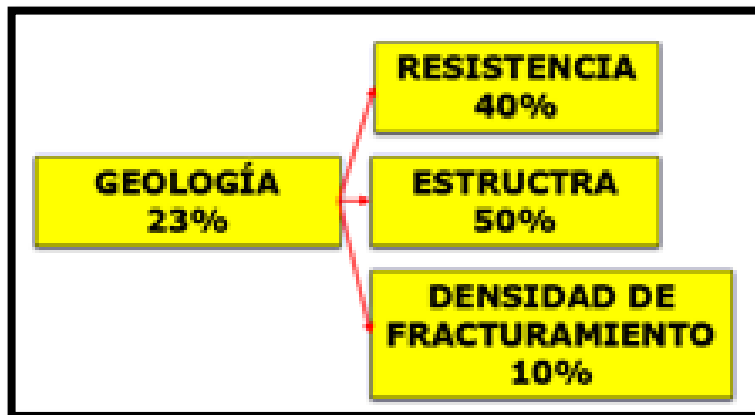 RESISTENCIA
40%
GEOLOGÍA
23%
ESTRUCTRA
50%
DENSIDAD DE
FRACTURAMIENTO
10%